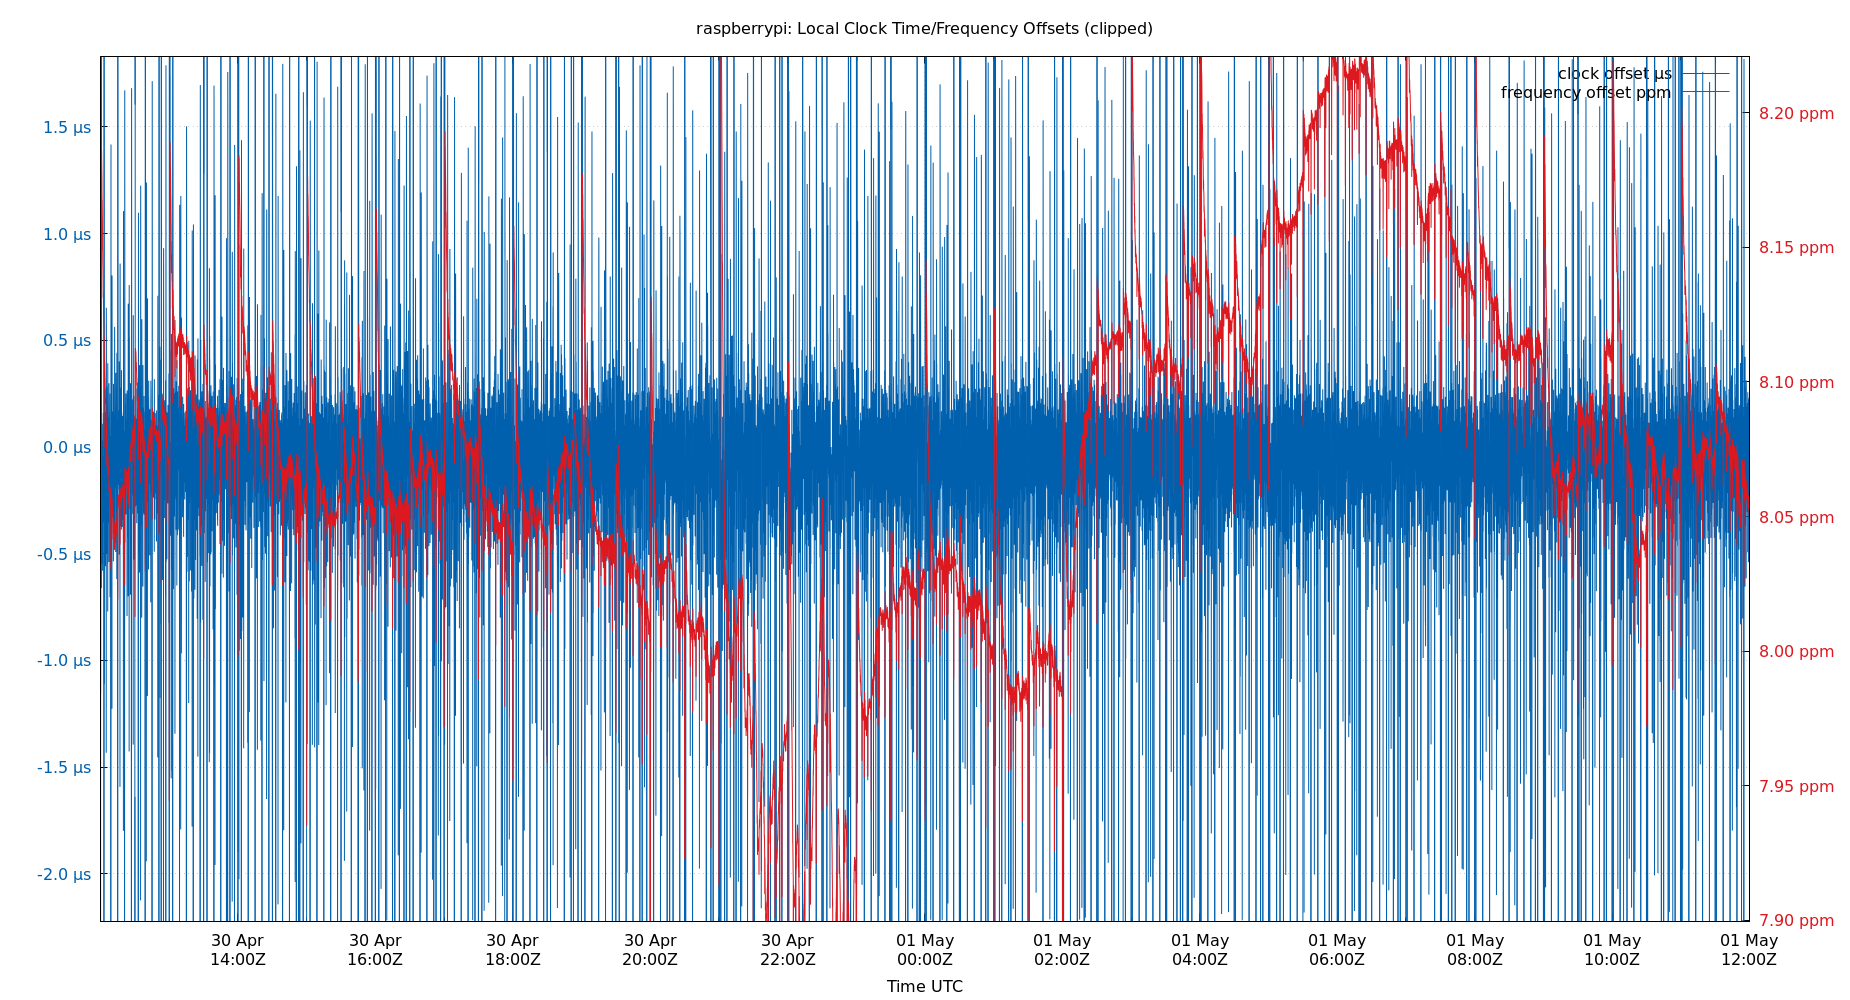 raspberrypi: Local Clock Time/Frequency Offsets (clipped)
clock offset µs
frequency offset ppm
1.5 µs
1.0 µs
0.5 µs
0.0 µs
-0.5 µs
-1.0 µs
-1.5 µs
-2.0 µs
8.20 ppm
8.15 ppm
8.10 ppm
8.05 ppm
8.00 ppm
7.95 ppm
7.90 ppm
30 Apr 30 Apr 30 Apr 30 Apr 30 Apr 01 May 01 May 01 May 01 May 01 May 01 May 01 May
14:00Z 16:00Z 18:00Z 20:00Z 22:00Z 00:00Z 02:00Z 04:00Z 06:00Z 08:00Z 10:00Z 12:00Z
Time UTC